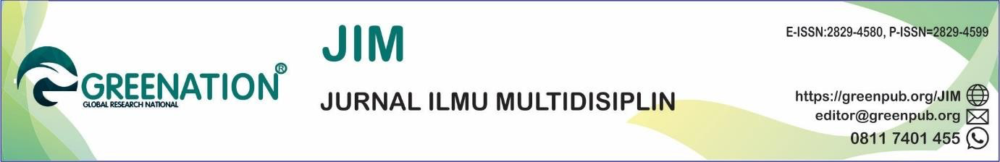 GREENATION®
GLOBAL RESEARCH NATIONAL
JIM
JURNAL ILMU MULTIDISIPLIN
E-ISSN:2829-4580, P-ISSN=2829-4599
https://greenpub.org/JIM
editor@greenpub.org
0811 7401 455